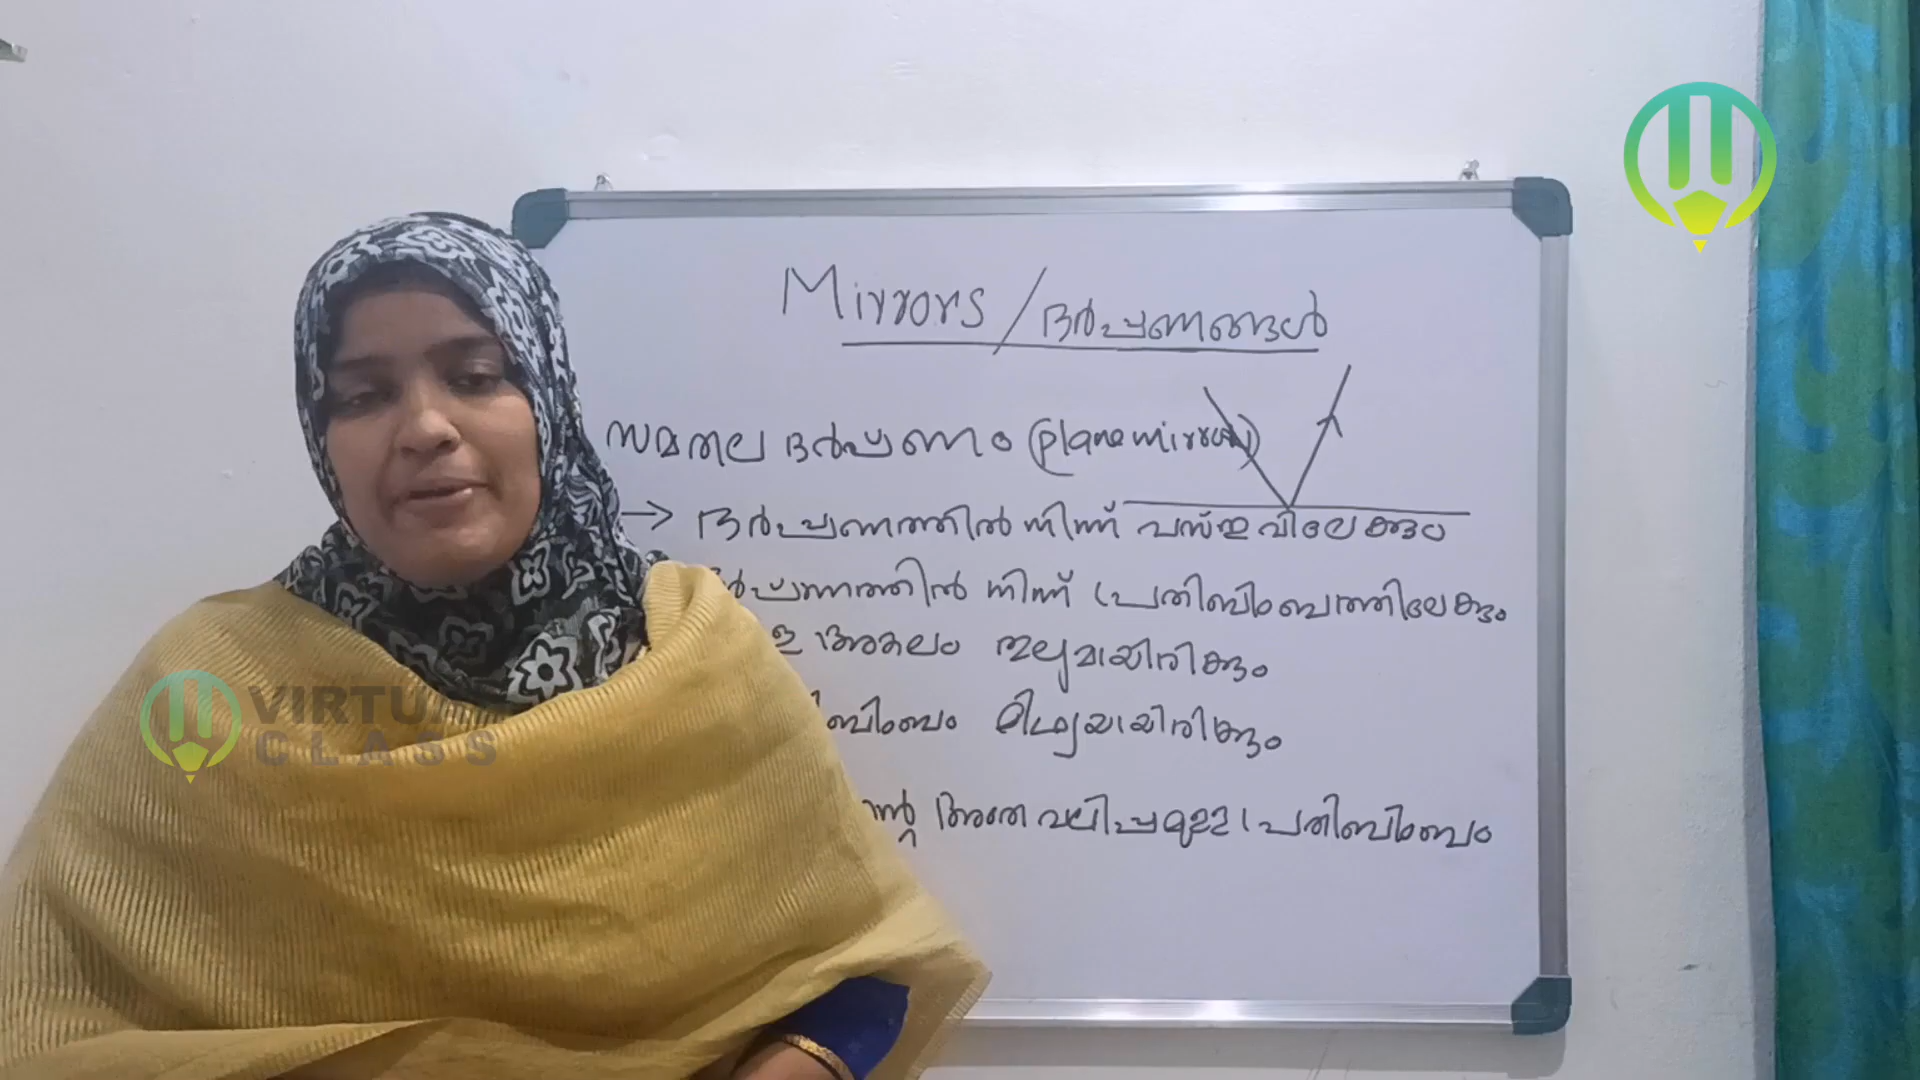 Mirrors / ദർപ്പണങ്ങൾ
സമതല ദർപ്പണം (plane mirror)
→ ദർപ്പണത്തിൽ നിന്ന് വസ്തുവിലേക്കും
ർപ്പണത്തിൽ നിന്ന് പ്രതിബിംബത്തിലേക്കും
ള അകലം തുല്യമായിരിക്കും
ബിംബം മിഥ്യയായിരിക്കും
ന്റെ അതേ വലിപ്പമുള്ള പ്രതിബിംബം
VIRTUAL
CLASS